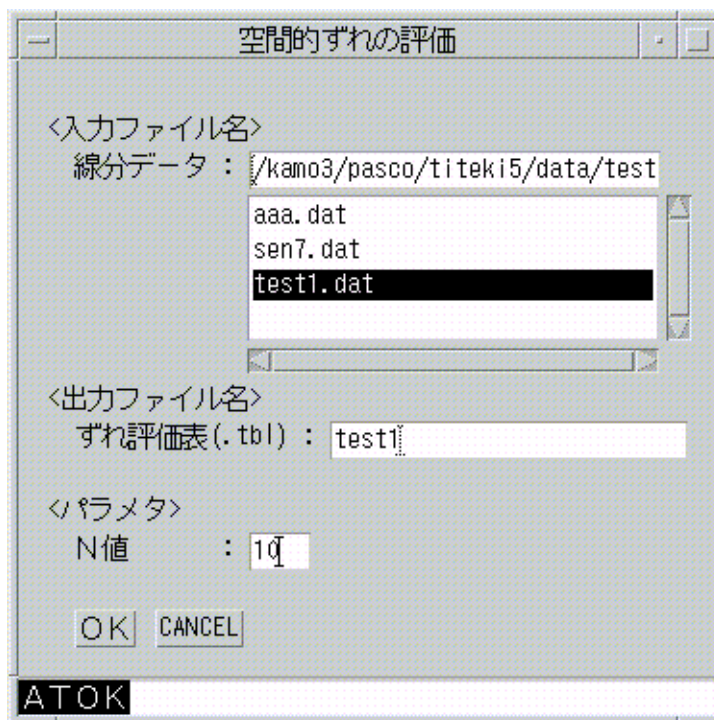 空間的ずれの評価
<入力ファイル名>
線分データ : /kamo3/pasco/titeki5/data/test
aaa.dat
sen7.dat
test1.dat
<出力ファイル名>
ずれ評価表(.tbl) : test1
<パラメタ>
N値 : 10
OK CANCEL
ATOK